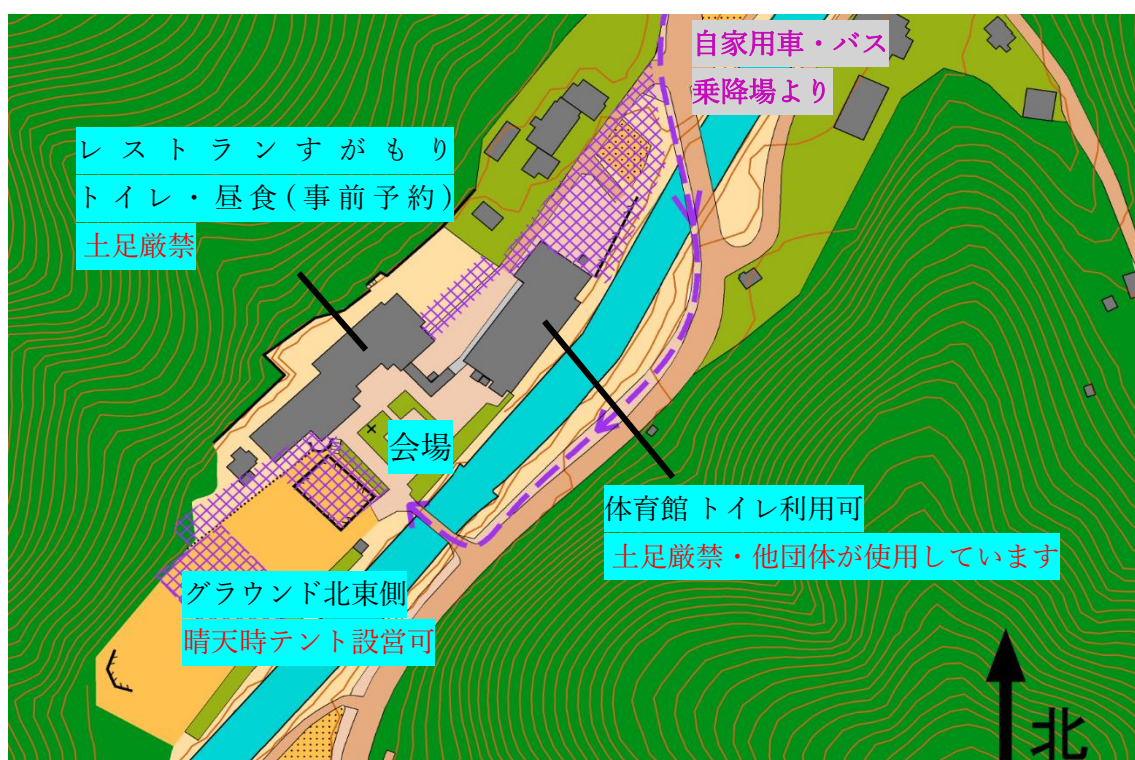 自家用車・バス
乗降場より
レストランすがもり
トイレ・昼食(事前予約)
土足厳禁
会場
体育館 トイレ利用可
土足厳禁・他団体が使用しています
グラウンド北東側
晴天時テント設営可
北